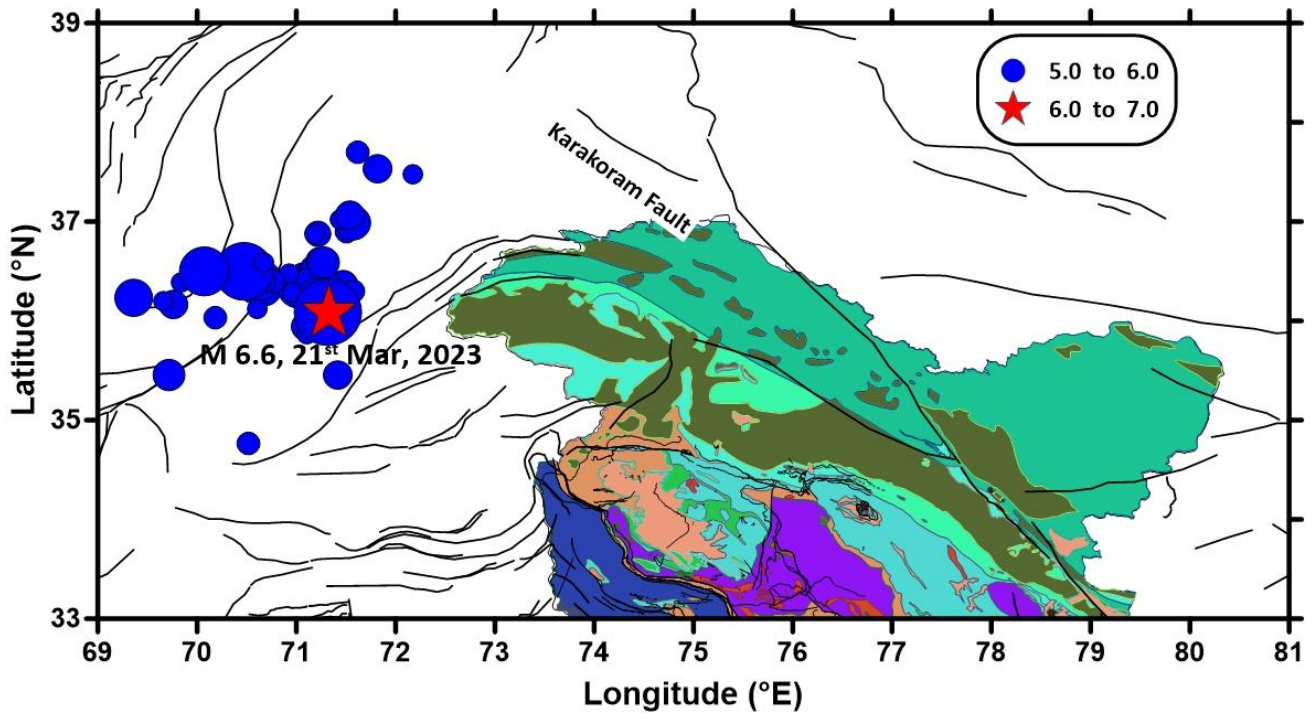 39
37
35
33
Latitude (°N)
5.0 to 6.0
6.0 to 7.0
Karakoram Fault
M 6.6, 21st Mar, 2023
69 70 71 72 73 74 75 76 77 78 79 80 81
Longitude (°E)